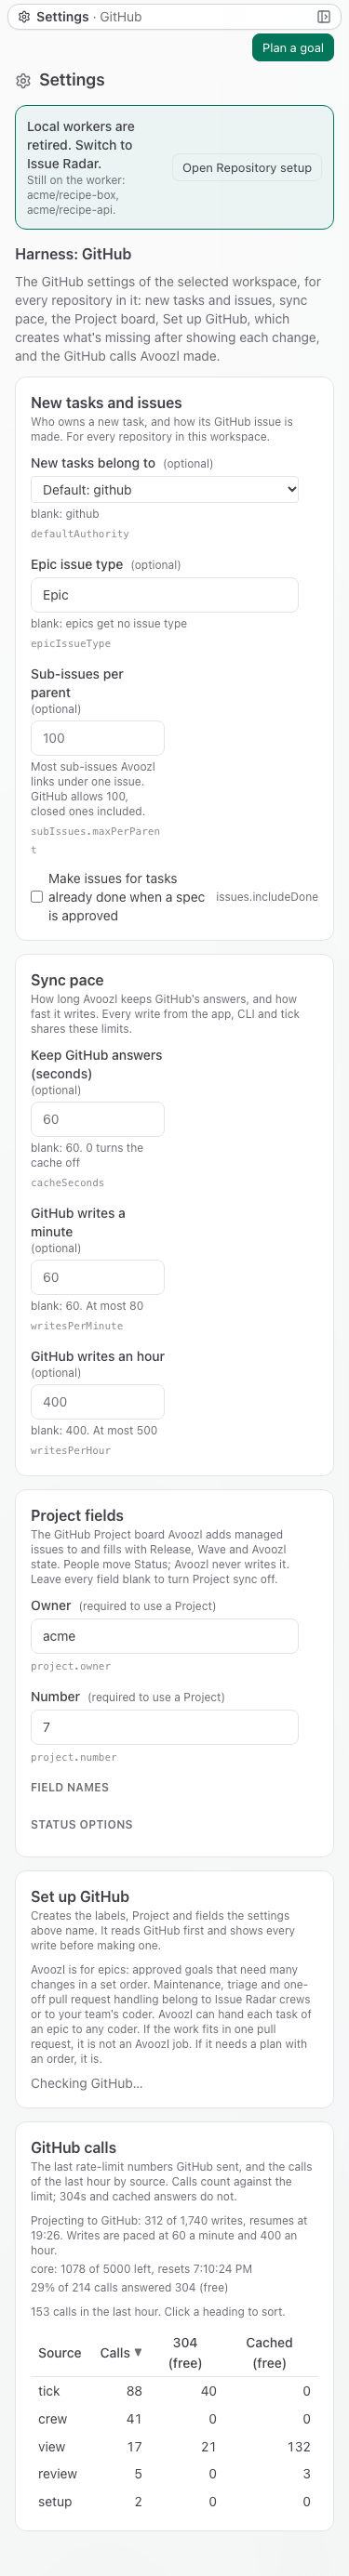 Settings · GitHub
Plan a goal
Settings
Local workers are
retired. Switch to
Issue Radar.
Still on the worker:
acme/recipe-box,
acme/recipe-api.
Open Repository setup
Harness: GitHub
The GitHub settings of the selected workspace, for
every repository in it: new tasks and issues, sync
pace, the Project board, Set up GitHub, which
creates what's missing after showing each change,
and the GitHub calls Avoozl made.
New tasks and issues
Who owns a new task, and how its GitHub issue is
made. For every repository in this workspace.
New tasks belong to (optional)
Default: github
blank: github
defaultAuthority
Epic issue type (optional)
Epic
blank: epics get no issue type
epicIssueType
Sub-issues per
parent
(optional)
100
Most sub-issues Avoozl
links under one issue.
GitHub allows 100,
closed ones included.
subIssues.maxPerParen
t
Make issues for tasks
already done when a spec
is approved
issues.includeDone
Sync pace
How long Avoozl keeps GitHub's answers, and how
fast it writes. Every write from the app, CLI and tick
shares these limits.
Keep GitHub answers
(seconds)
(optional)
60
blank: 60. 0 turns the
cache off
cacheSeconds
GitHub writes a
minute
(optional)
60
blank: 60. At most 80
writesPerMinute
GitHub writes an hour
(optional)
400
blank: 400. At most 500
writesPerHour
Project fields
The GitHub Project board Avoozl adds managed
issues to and fills with Release, Wave and Avoozl
state. People move Status; Avoozl never writes it.
Leave every field blank to turn Project sync off.
Owner (required to use a Project)
acme
project.owner
Number (required to use a Project)
7
project.number
FIELD NAMES
STATUS OPTIONS
Set up GitHub
Creates the labels, Project and fields the settings
above name. It reads GitHub first and shows every
write before making one.
Avoozl is for epics: approved goals that need many
changes in a set order. Maintenance, triage and one-
off pull request handling belong to Issue Radar crews
or to your team's coder. Avoozl can hand each task of
an epic to any coder. If the work fits in one pull
request, it is not an Avoozl job. If it needs a plan with
an order, it is.
Checking GitHub...
GitHub calls
The last rate-limit numbers GitHub sent, and the calls
of the last hour by source. Calls count against the
limit; 304s and cached answers do not.
Projecting to GitHub: 312 of 1,740 writes, resumes at
19:26. Writes are paced at 60 a minute and 400 an
hour.
core: 1078 of 5000 left, resets 7:10:24 PM
29% of 214 calls answered 304 (free)
153 calls in the last hour. Click a heading to sort.
Source Calls ▼ 304 (free) Cached (free)
tick 88 40 0
crew 41 0 0
view 17 21 132
review 5 0 3
setup 2 0 0